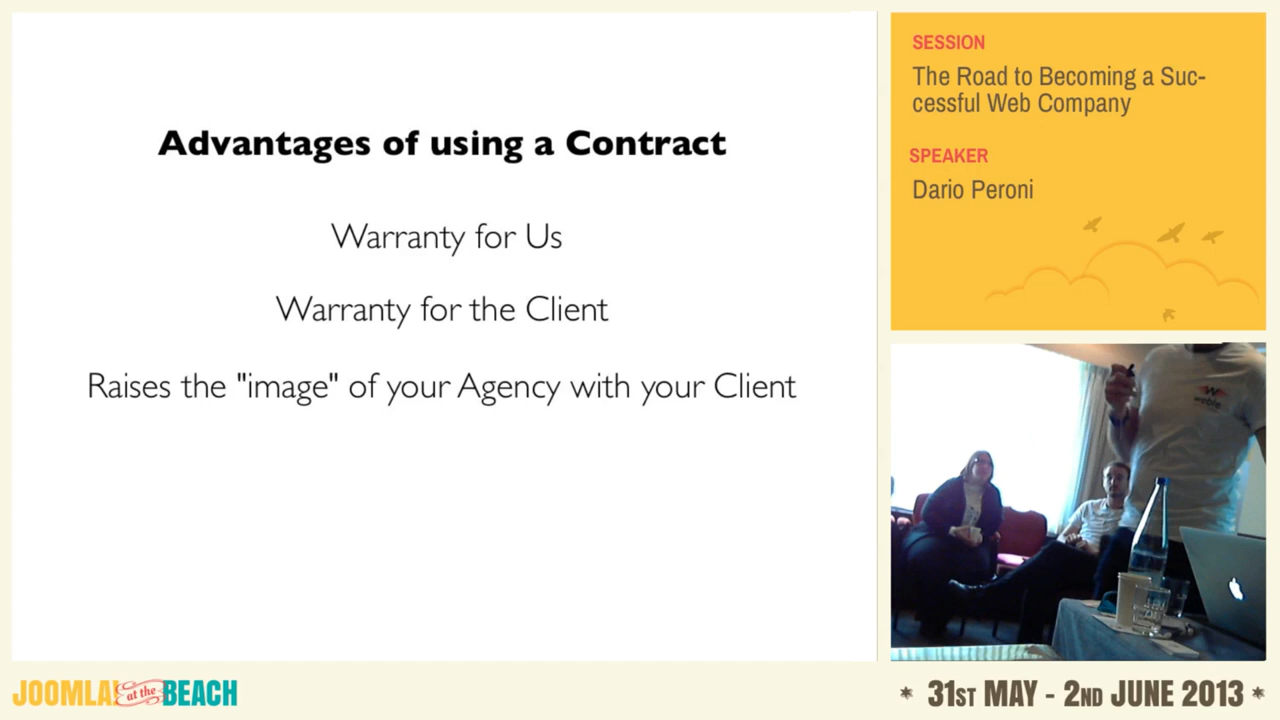 Advantages of using a Contract
Warranty for Us
Warranty for the Client
Raises the "image" of your Agency with your Client
SESSION
The Road to Becoming a Suc-
cessful Web Company
SPEAKER
Dario Peroni
weble
JOOMLA! at the BEACH
* 31ST MAY - 2ND JUNE 2013 *